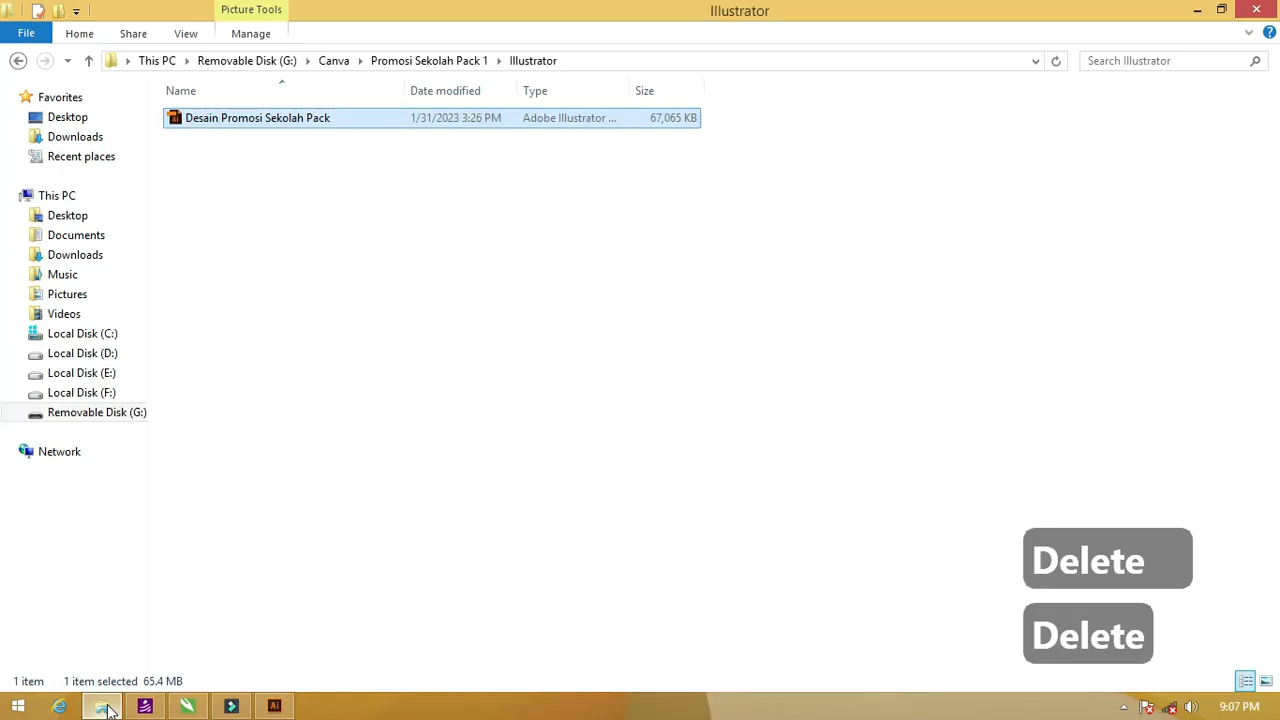 Picture Tools
Illustrator
File
Home
Share
View
Manage
This PC
Removable Disk (G:)
Canva
Promosi Sekolah Pack 1
Illustrator
Search Illustrator
Name
Date modified
Type
Size
Favorites
Desktop
Downloads
Recent places
This PC
Desktop
Documents
Downloads
Music
Pictures
Videos
Local Disk (C:)
Local Disk (D:)
Local Disk (E:)
Local Disk (F:)
Removable Disk (G:)
Network
Desain Promosi Sekolah Pack
1/31/2023 3:26 PM
Adobe Illustrator ...
67,065 KB
Delete
Delete
1 item
1 item selected 65.4 MB
Ai
9:07 PM